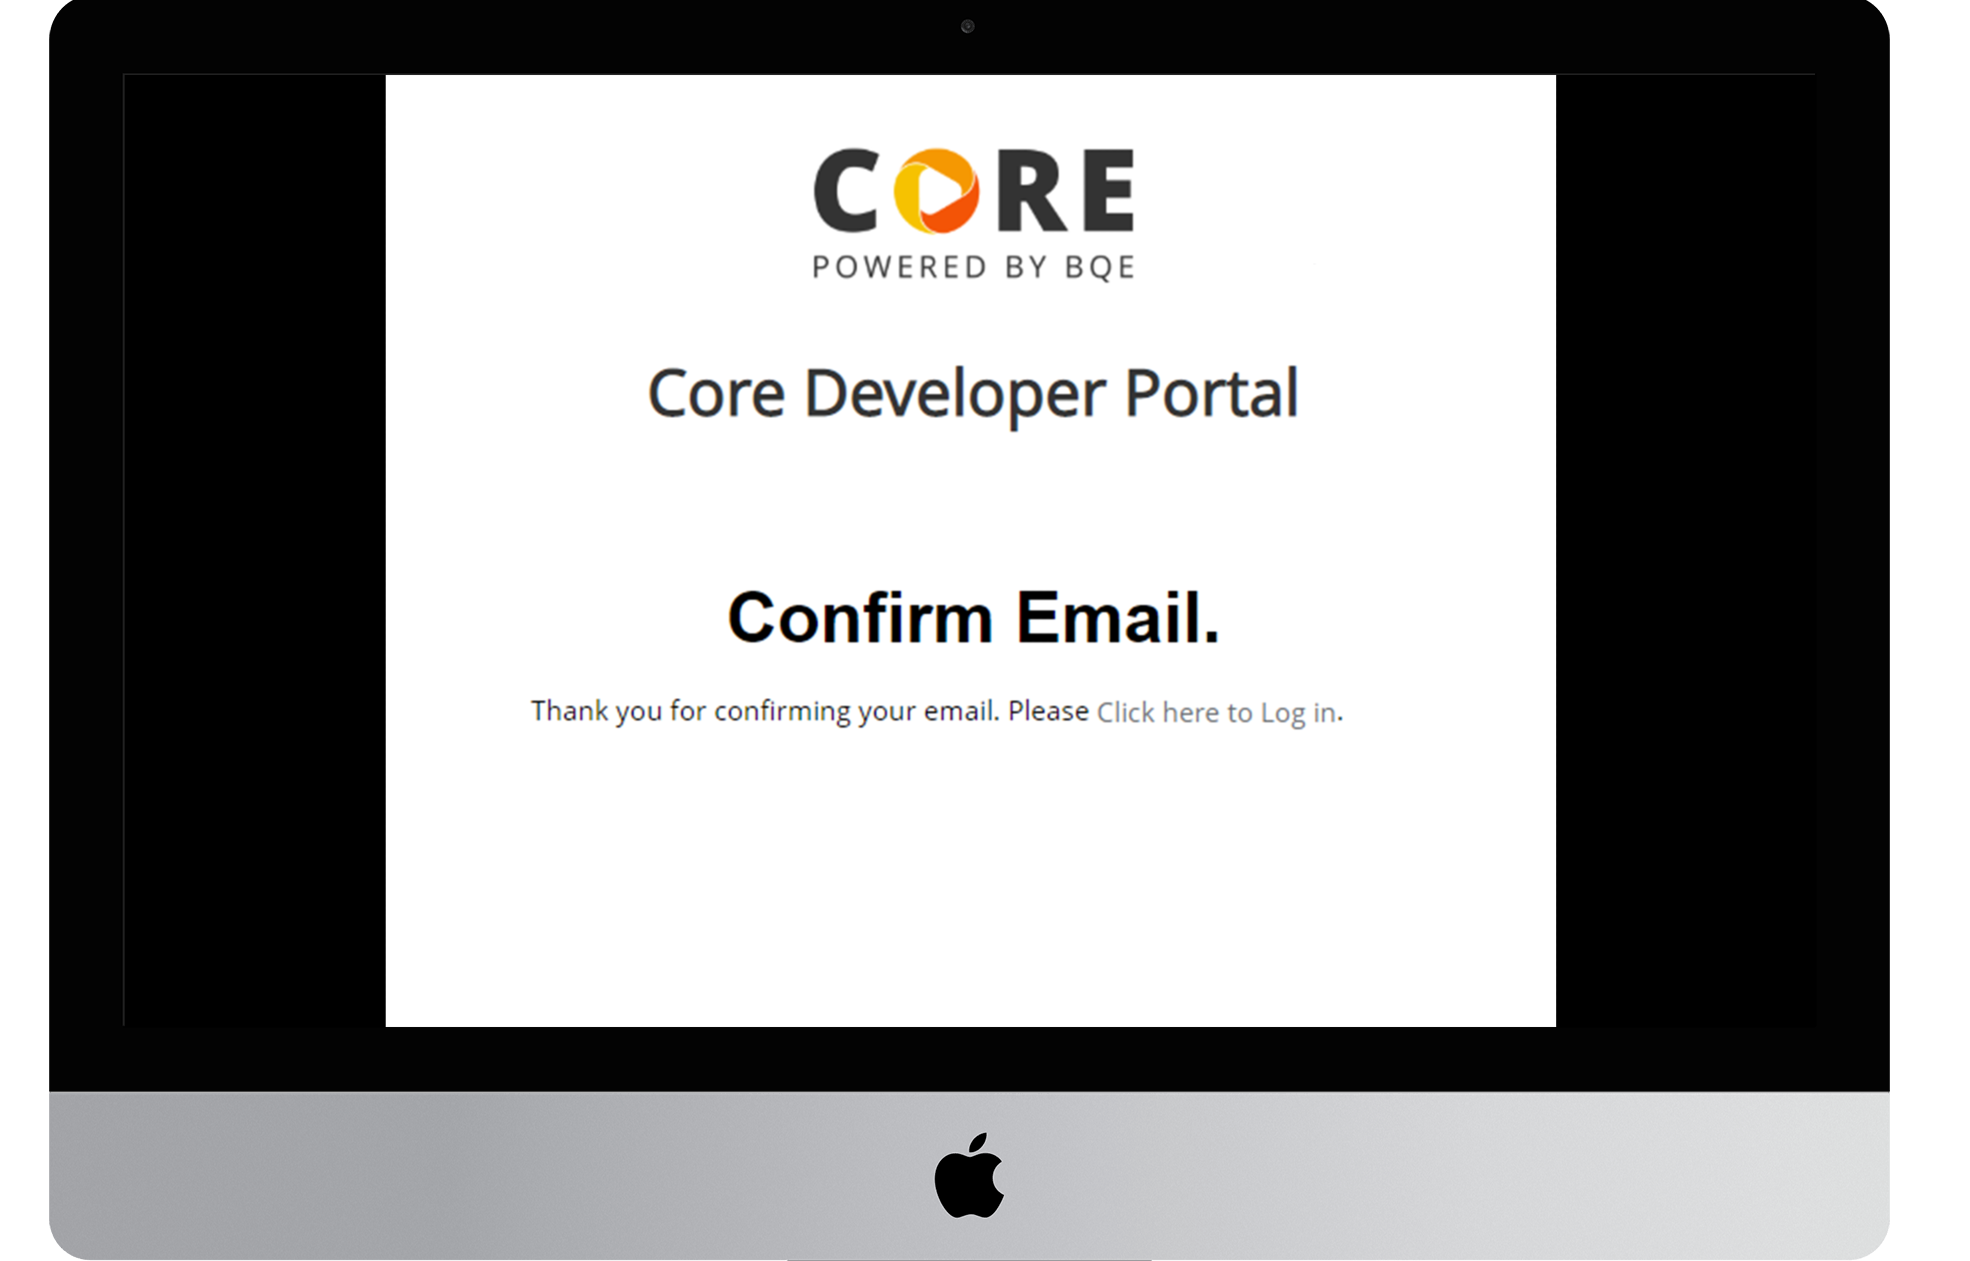 CORE
POWERED BY BQE
Core Developer Portal
Confirm Email.
Thank you for confirming your email. Please Click here to Log in.